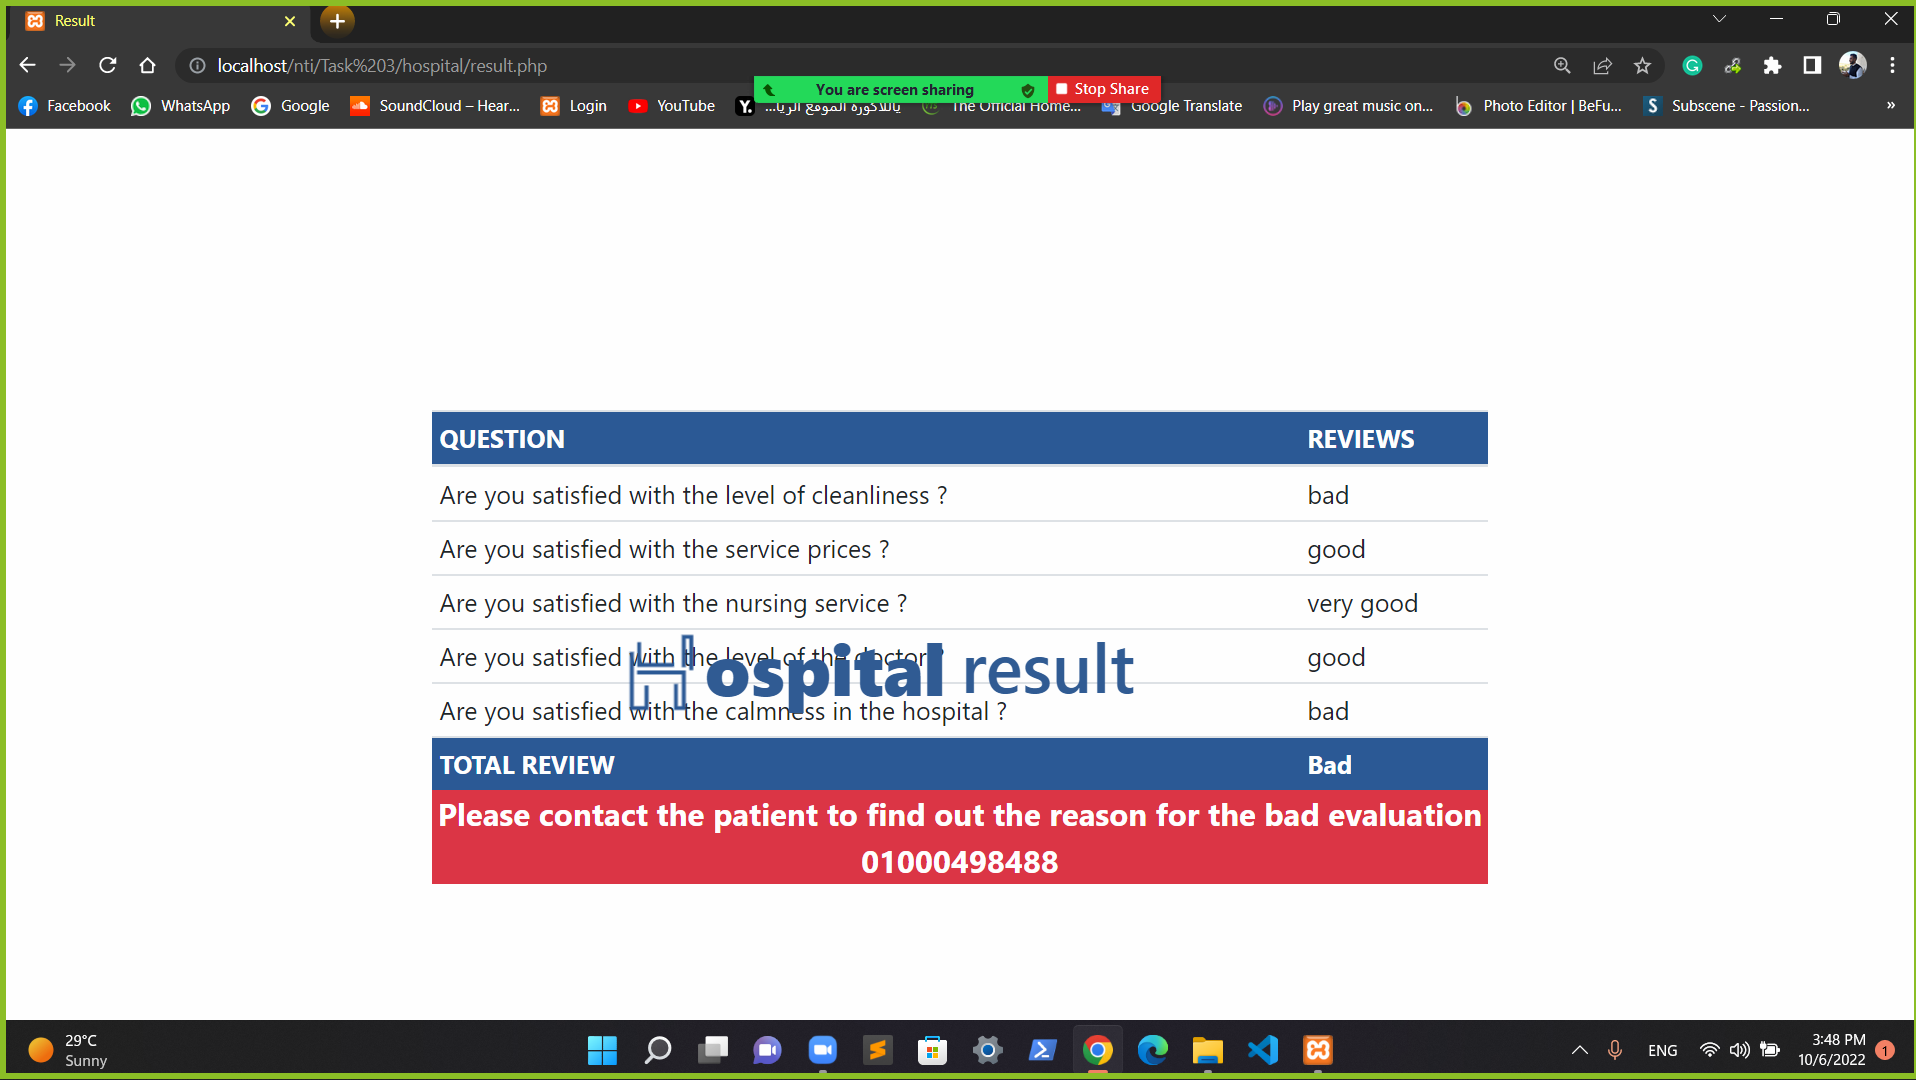 Result
localhost/nti/Task%203/hospital/result.php
You are screen sharing
Stop Share
Facebook
WhatsApp
Google
SoundCloud – Hear...
Login
YouTube
Y.
ياللاكورة الموقع الريا...
The Official Home...
Google Translate
Play great music on...
Photo Editor | BeFu...
Subscene - Passion...
QUESTION REVIEWS
Are you satisfied with the level of cleanliness ? bad
Are you satisfied with the service prices ? good
Are you satisfied with the nursing service ? very good
Are you satisfied with the level of the doctor ? good
Hospital result
Are you satisfied with the calmness in the hospital ? bad
TOTAL REVIEW Bad
Please contact the patient to find out the reason for the bad evaluation
01000498488
29°C
Sunny
ENG
3:48 PM
10/6/2022
1